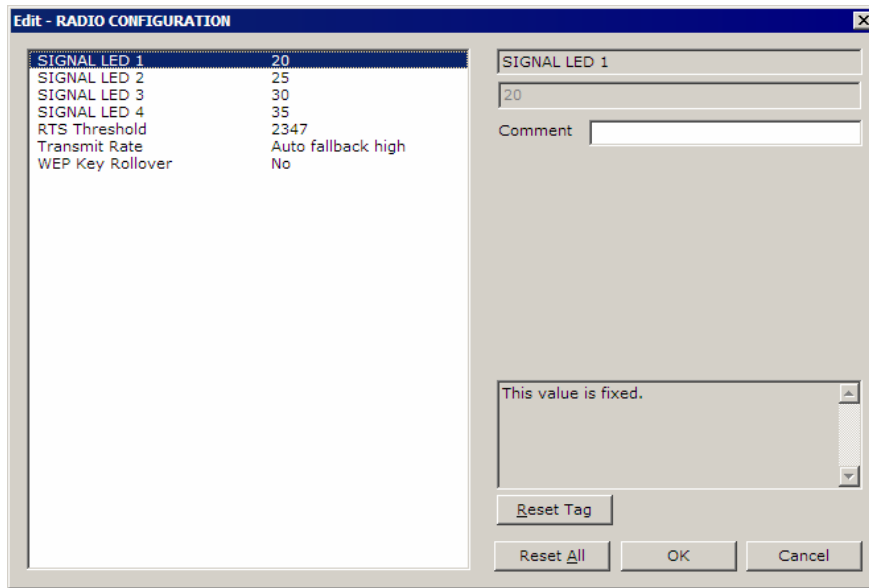 Edit - RADIO CONFIGURATION
SIGNAL LED 1 20
SIGNAL LED 2 25
SIGNAL LED 3 30
SIGNAL LED 4 35
RTS Threshold 2347
Transmit Rate Auto fallback high
WEP Key Rollover No
SIGNAL LED 1
20
Comment
This value is fixed.
Reset Tag
Reset All OK Cancel